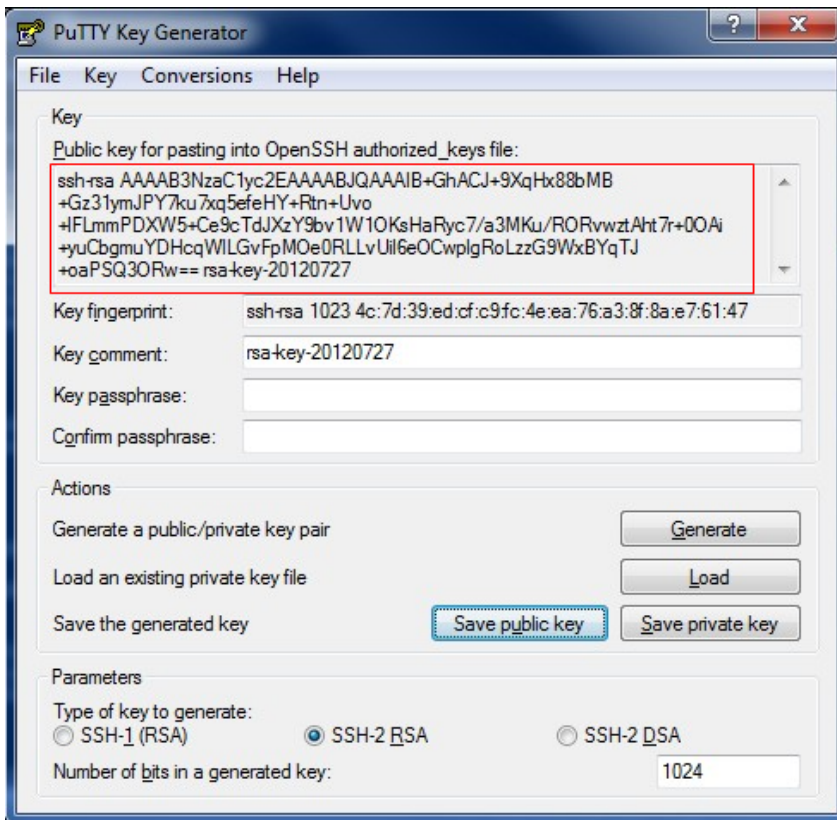 PuTTY Key Generator
?
X
File Key Conversions Help
Key
Public key for pasting into OpenSSH authorized_keys file:
ssh-rsa AAAAB3NzaC1yc2EAAAABJQAAAIB+GhACJ+9XqHx88bMB
+Gz31ymJPY7ku7xq5efeHY+Rtn+Uvo
+IFLmmPDXW5+Ce9cTdJXzY9bv1W1OKsHaRyc7/a3MKu/RORvwztAht7r+0OAi
+yuCbgmuYDHcqWlLGvFpMOe0RLLvUil6eOCwplgRoLzzG9WxBYqTJ
+oaPSQ3ORw== rsa-key-20120727
Key fingerprint: ssh-rsa 1023 4c:7d:39:ed:cf:c9:fc:4e:ea:76:a3:8f:8a:e7:61:47
Key comment: rsa-key-20120727
Key passphrase:
Confirm passphrase:
Actions
Generate a public/private key pair Generate
Load an existing private key file Load
Save the generated key Save public key Save private key
Parameters
Type of key to generate:
SSH-1 (RSA) SSH-2 RSA SSH-2 DSA
Number of bits in a generated key: 1024